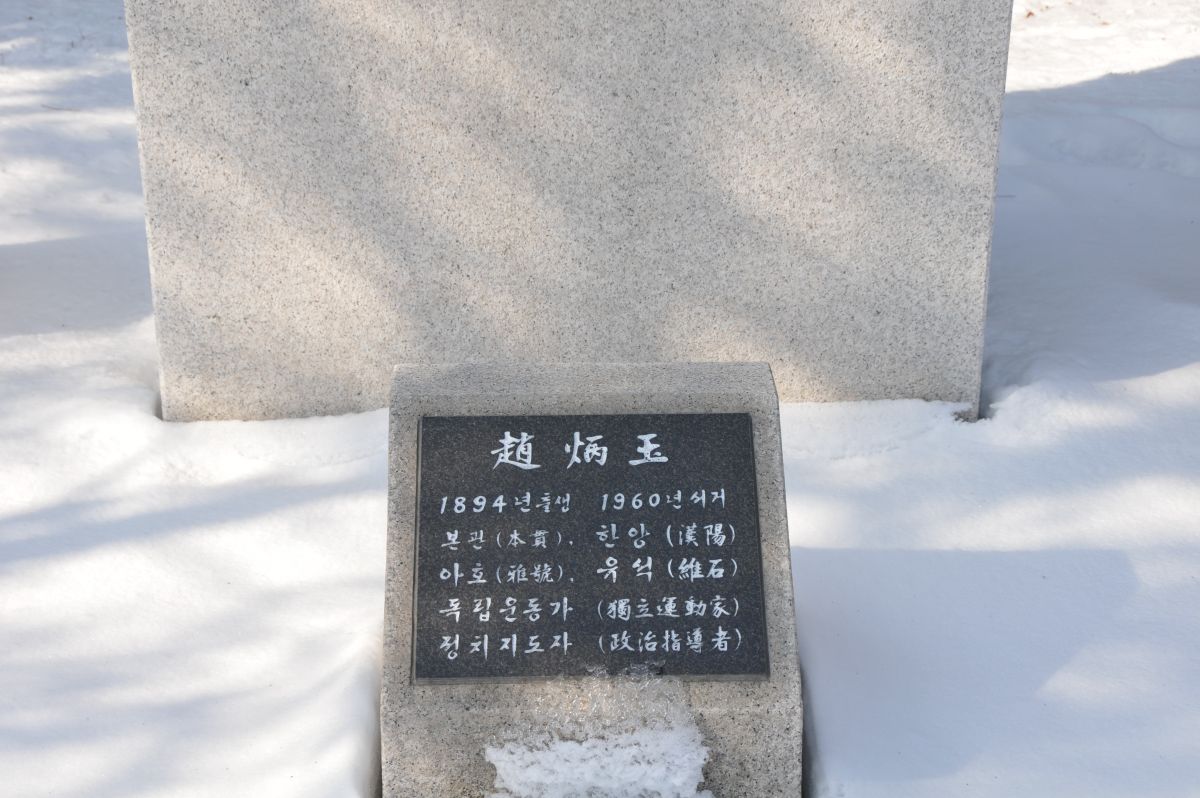 趙炳玉
1894년출생 1960년서거
본관(本貫), 한양(漢陽)
아호(雅號), 유석(維石)
독립운동가 (獨立運動家)
정치지도자 (政治指導者)